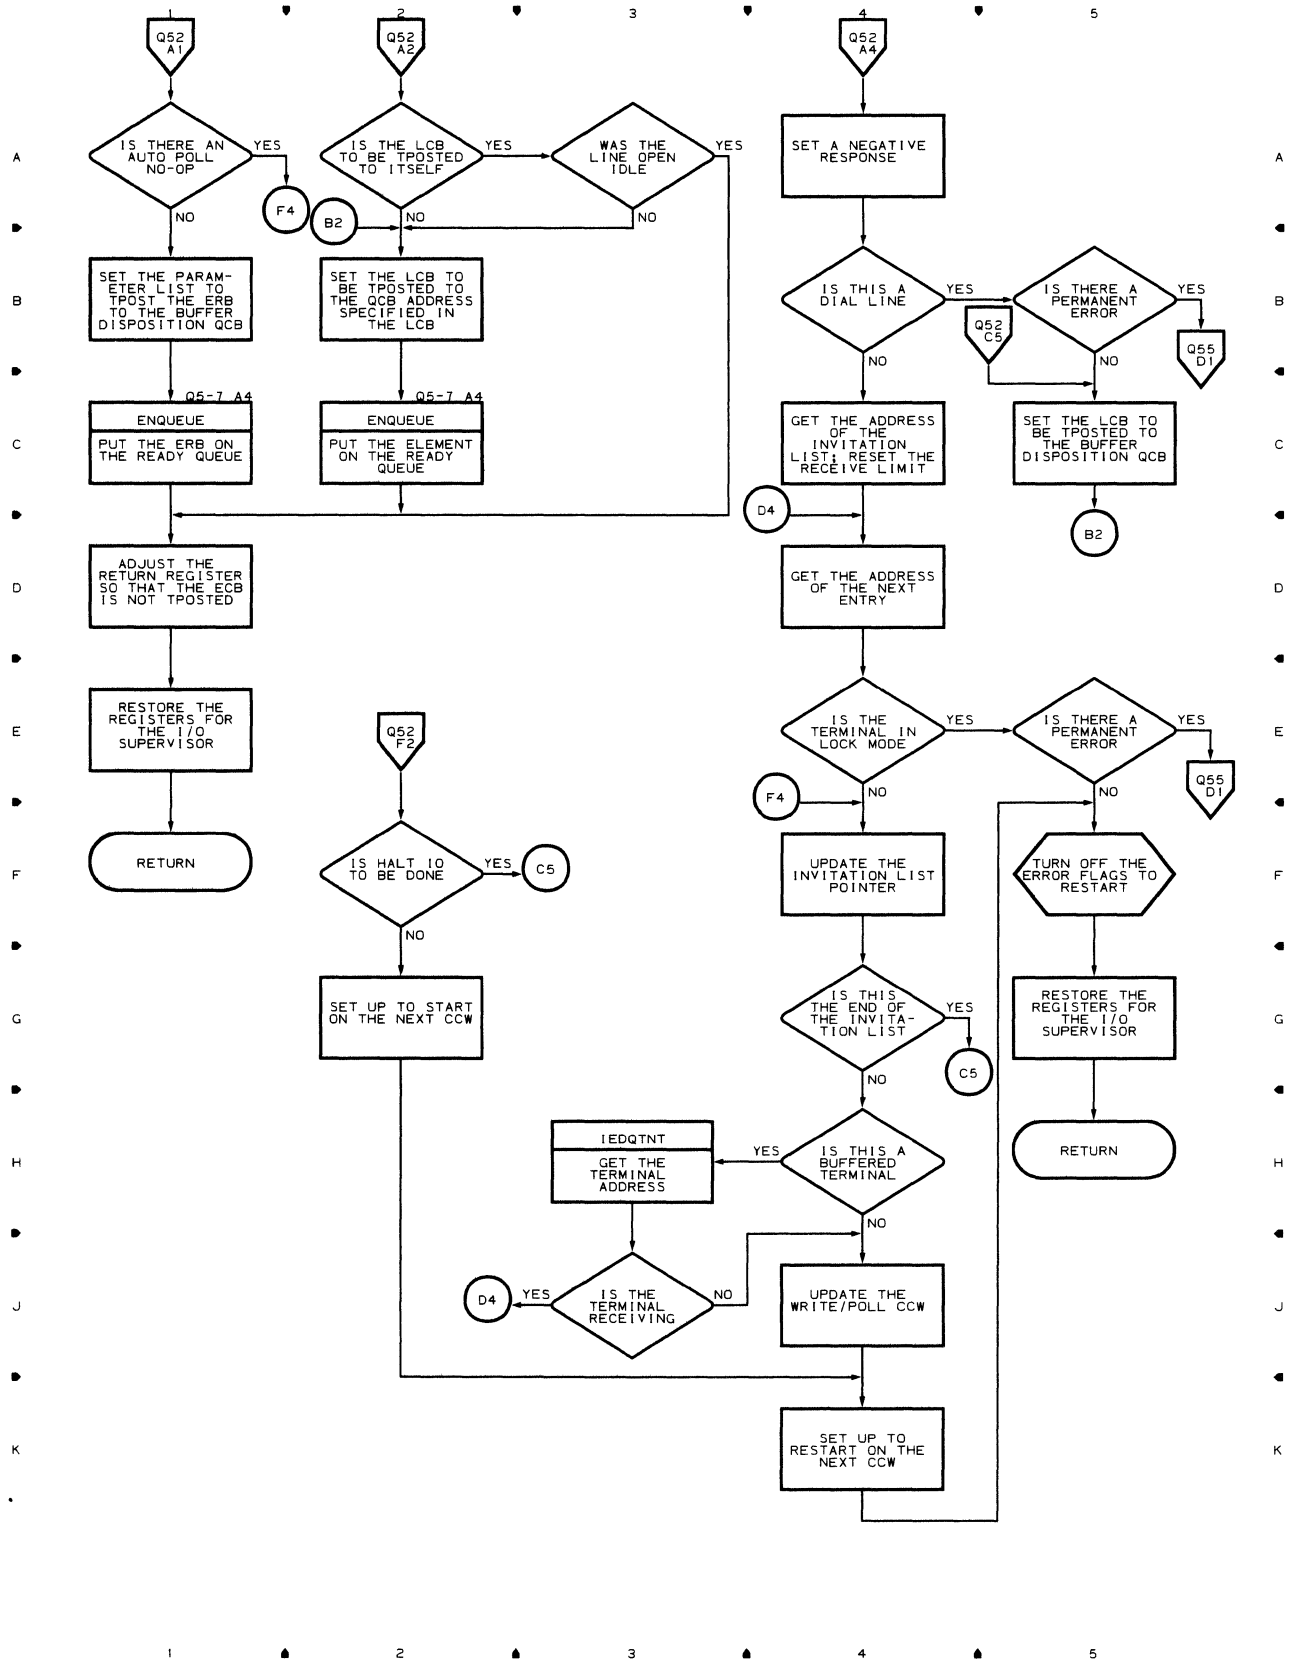 1 2 3 4 5
Q52
A1
Q52
A2
Q52
A4
A
IS THERE AN
AUTO POLL
NO-OP
YES
NO
F4
IS THE LCB
TO BE TPOSTED
TO ITSELF
YES
NO
B2
WAS THE
LINE OPEN
IDLE
YES
NO
SET A NEGATIVE
RESPONSE
A
B
SET THE PARAM-
ETER LIST TO
TPOST THE ERB
TO THE BUFFER
DISPOSITION QCB
SET THE LCB TO
BE TPOSTED TO
THE QCB ADDRESS
SPECIFIED IN
THE LCB
IS THIS A
DIAL LINE
YES
NO
Q52
C5
IS THERE A
PERMANENT
ERROR
YES
NO
Q55
D1
B
C
Q5-7 A4
ENQUEUE
PUT THE ERB ON
THE READY QUEUE
Q5-7 A4
ENQUEUE
PUT THE ELEMENT
ON THE READY
QUEUE
GET THE ADDRESS
OF THE
INVITATION
LIST; RESET THE
RECEIVE LIMIT
SET THE LCB TO
BE TPOSTED TO
THE BUFFER
DISPOSITION QCB
C
D4
B2
D
ADJUST THE
RETURN REGISTER
SO THAT THE ECB
IS NOT TPOSTED
GET THE ADDRESS
OF THE NEXT
ENTRY
D
E
RESTORE THE
REGISTERS FOR
THE I/O
SUPERVISOR
Q52
F2
IS THE
TERMINAL IN
LOCK MODE
YES
NO
IS THERE A
PERMANENT
ERROR
YES
NO
Q55
D1
E
F4
F
RETURN
IS HALT IO
TO BE DONE
YES
NO
C5
UPDATE THE
INVITATION LIST
POINTER
TURN OFF THE
ERROR FLAGS TO
RESTART
F
G
SET UP TO START
ON THE NEXT CCW
IS THIS
THE END OF
THE INVITA-
TION LIST
YES
NO
C5
RESTORE THE
REGISTERS FOR
THE I/O
SUPERVISOR
G
H
IEDQTNT
GET THE
TERMINAL
ADDRESS
YES
IS THIS A
BUFFERED
TERMINAL
NO
RETURN
H
J
D4
YES
IS THE
TERMINAL
RECEIVING
NO
UPDATE THE
WRITE/POLL CCW
J
K
SET UP TO
RESTART ON THE
NEXT CCW
K
1 2 3 4 5